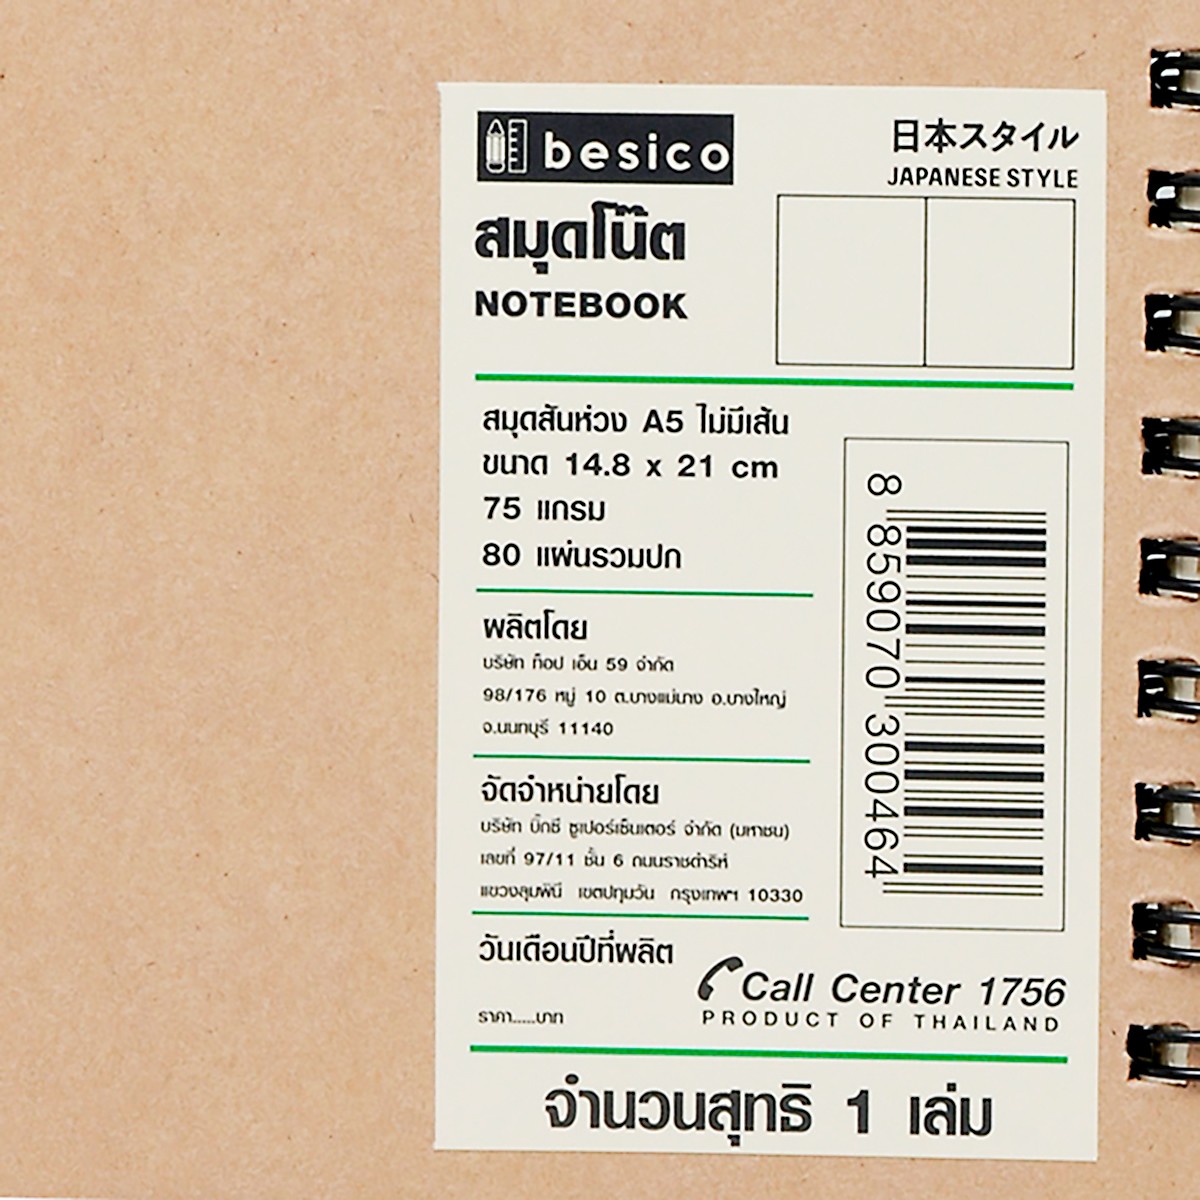 besico
日本スタイル
JAPANESE STYLE
สมุดโน๊ต
NOTEBOOK
สมุดสันห่วง A5 ไม่มีเส้น
ขนาด 14.8 x 21 cm
75 แกรม
80 แผ่นรวมปก
8 859070 300464
ผลิตโดย
บริษัท ท็อป เอ็น 59 จำกัด
98/176 หมู่ 10 ต.บางแม่นาง อ.บางใหญ่
จ.นนทบุรี 11140
จัดจำหน่ายโดย
บริษัท บิ๊กซี ซูเปอร์เซ็นเตอร์ จำกัด (มหาชน)
เลขที่ 97/11 ชั้น 6 ถนนราชดำริห์
แขวงลุมพินี เขตปทุมวัน กรุงเทพฯ 10330
วันเดือนปีที่ผลิต
Call Center 1756
PRODUCT OF THAILAND
ราคา.....บาท
จำนวนสุทธิ 1 เล่ม